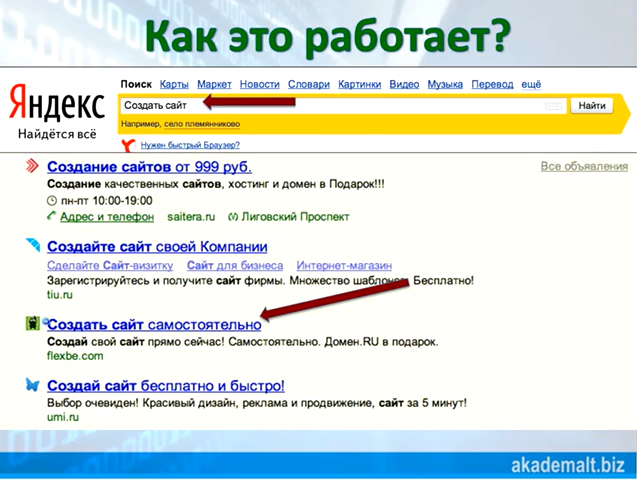 Как это работает?
Поиск Карты Маркет Новости Словари Картинки Видео Музыка Перевод ещё
Яндекс
Найдётся всё
Создать сайт
Найти
Например, село племянниково
Нужен быстрый Браузер?
Создание сайтов от 999 руб.
Все объявления
Создание качественных сайтов, хостинг и домен в Подарок!!!
пн-пт 10:00-19:00
Адрес и телефон saitera.ru Лиговский Проспект
Создайте сайт своей Компании
Сделайте Сайт-визитку Сайт для бизнеса Интернет-магазин
Зарегистрируйтесь и получите сайт фирмы. Множество шаблонов. Бесплатно!
tiu.ru
Создать сайт самостоятельно
Создай свой сайт прямо сейчас! Самостоятельно. Домен.RU в подарок.
flexbe.com
Создай сайт бесплатно и быстро!
Выбор очевиден! Красивый дизайн, реклама и продвижение, сайт за 5 минут!
umi.ru
akademalt.biz